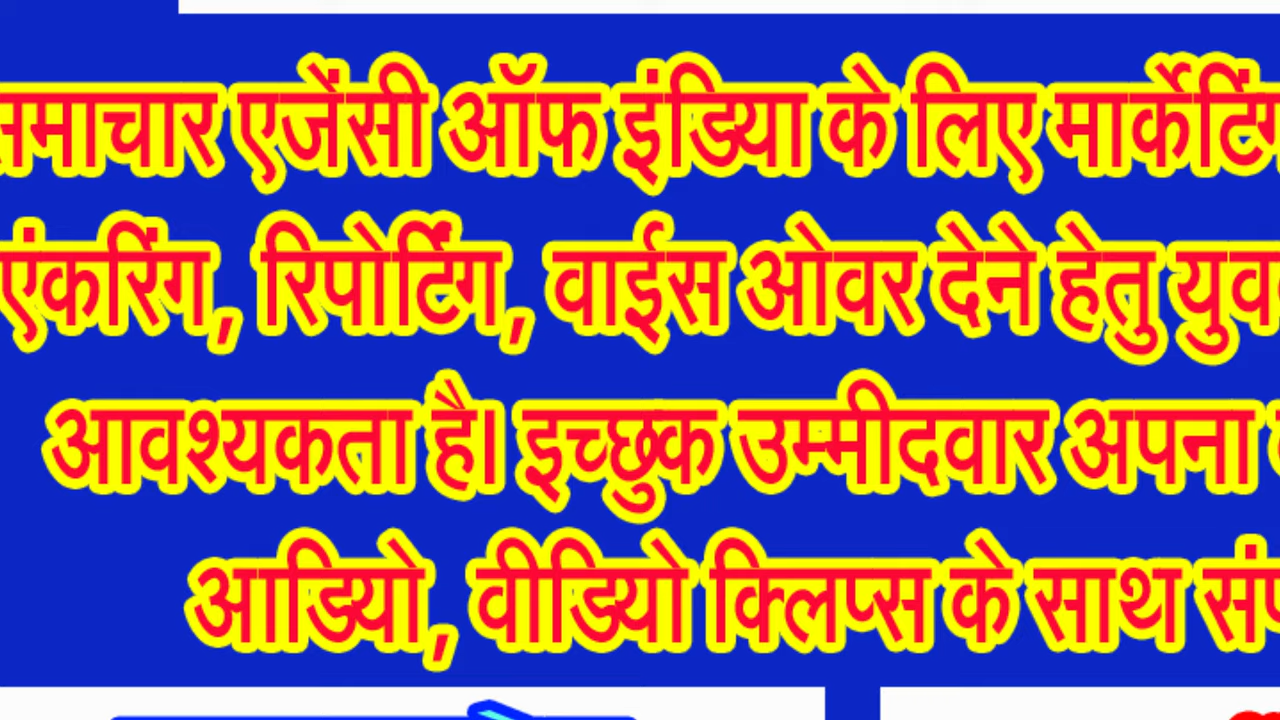 समाचार एजेंसी ऑफ इंडिया के लिए मार्केटिंग
एंकरिंग, रिपोर्टिंग, वाईस ओवर देने हेतु
आवश्यकता है। इच्छुक उम्मीदवार अपना
आडियो, वीडियो क्लिप्स के साथ